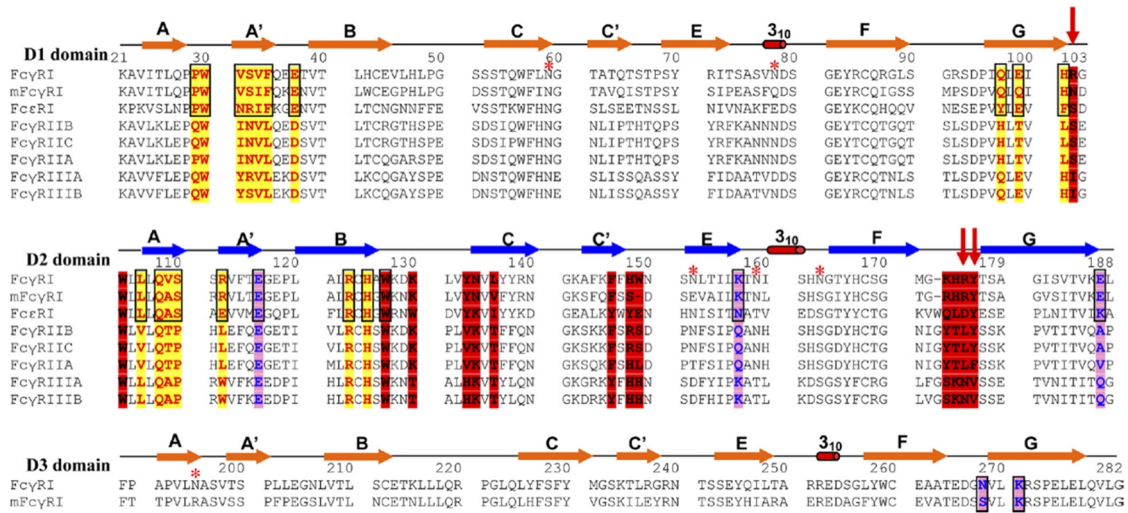 A A' B C C' E 3₁₀ F G
D1 domain 21 30 40 50 60 70 80 90 100 103
* *
FcγRI KAVITLQPPW VSVFQEETVT LHCEVLHLPG SSSTQWFLNG TATQTSTPSY RITSASVNDS GEYRCQRGLS GRSDPIQLEI HRG
mFcγRI KAVITLQPPW VSIFQKENVT LWCEGPHLPG DSSTQWFING TAVQISTPSY SIPEASFQDS GEYRCQIGSS MPSDPVQLQI HND
FcεRI KPKVSLNPPW NRIFKGENVT LTCNGNNFFE VSSTKWFHNG SLSEETNSSL NIVNAKFEDS GEYKCQHQQV NESEPVYLEV FSD
FcγRIIB KAVLKLEPQW INVLQEDSVT LTCRGTHSPE SDSIQWFHNG NLIPTHTQPS YRFKANNNDS GEYTCQTGQT SLSDPVHLTV LSE
FcγRIIC KAVLKLEPQW INVLQEDSVT LTCRGTHSPE SDSIQWFHNG NLIPTHTQPS YRFKANNNDS GEYTCQTGQT SLSDPVHLTV LSE
FcγRIIA KAVLKLEPPW INVLQEDSVT LTCQGARSPE SDSIQWFHNG NLIPTHTQPS YRFKANNNDS GEYTCQTGQT SLSDPVHLTV LSE
FcγRIIIA KAVVFLEPQW YRVLEKDSVT LKCQGAYSPE DNSTQWFHNE SLISSQASSY FIDAATVDDS GEYRCQTNLS TLSDPVQLEV HIG
FcγRIIIB KAVVFLEPQW YSVLEKDSVT LKCQGAYSPE DNSTQWFHNE NLISSQASSY FIDAATVNDS GEYRCQTNLS TLSDPVQLEV HIG
A A' B C C' E 3₁₀ F G
D2 domain 110 120 130 140 150 160 170 179 188
* * *
FcγRI WLLLQVS SRVFTEGEPL ALRCHAWKDK LVYNVLYYRN GKAFKFFHWN SNLTILKTNI SHNGTYHCSG MG-KHRYTSA GISVTVKEL
mFcγRI WLLLQAS RRVLTEGEPL ALRCHGWKNK LVYNVVFYRN GKSFQFSS-D SEVAILKTNL SHSGIYHCSG TG-RHRYTSA GVSITVKEL
FcεRI WLLLQAS AEVVMEGQPL FLRCHGWRNW DVYKVIYYKD GEALKYWYEN HNISITNATV EDSGTYYCTG KVWQLDYESE PLNITVIKA
FcγRIIB WLVLQTP HLEFQEGETI VLRCHSWKDK PLVKVTFFQN GKSKKFSRSD PNFSIPQANH SHSGDYHCTG NIGYTLYSSK PVTITVQAP
FcγRIIC WLVLQTP HLEFQEGETI VLRCHSWKDK PLVKVTFFQN GKSKKFSRSD PNFSIPQANH SHSGDYHCTG NIGYTLYSSK PVTITVQAP
FcγRIIA WLVLQTP HLEFQEGETI MLRCHSWKDK PLVKVTFFQN GKSQKFSHLD PTFSIPQANH SHSGDYHCTG NIGYTLFSSK PVTITVQVP
FcγRIIIA WLLLQAP RWVFKEEDPI HLRCHSWKNT ALHKVTYLQN GKGRKYFHHN SDFYIPKATL KDSGSYFCRG LFGSKNVSSE TVNITITQG
FcγRIIIB WLLLQAP RWVFKEEDPI HLRCHSWKNT ALHKVTYLQN GKDRKYFHHN SDFHIPKATL KDSGSYFCRG LVGSKNVSSE TVNITITQG
A A' B C C' E 3₁₀ F G
D3 domain 200 209 220 230 240 250 260 272 282
*
FcγRI FP APVLNASVTS PLLEGNLVTL SCETKLLLQR PGLQLYFSFY MGSKTLRGRN TSSEYQILTA RREDSGLYWC EAATEDGNVL KRSPELELQVLG
mFcγRI FT TPVLRASVSS PFPEGSLVTL NCETNLLLQR PGLQLHFSFY VGSKILEYRN TSSEYHIARA EREDAGFYWC EVATEDSSVL KRSPELELQVLG